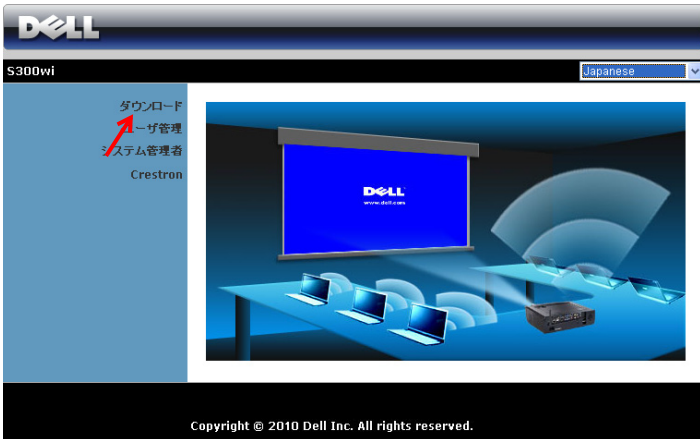 DELL
S300wi
Japanese
ダウンロード
ーザ管理
システム管理者
Crestron
DELL
www.dell.com
Copyright © 2010 Dell Inc. All rights reserved.